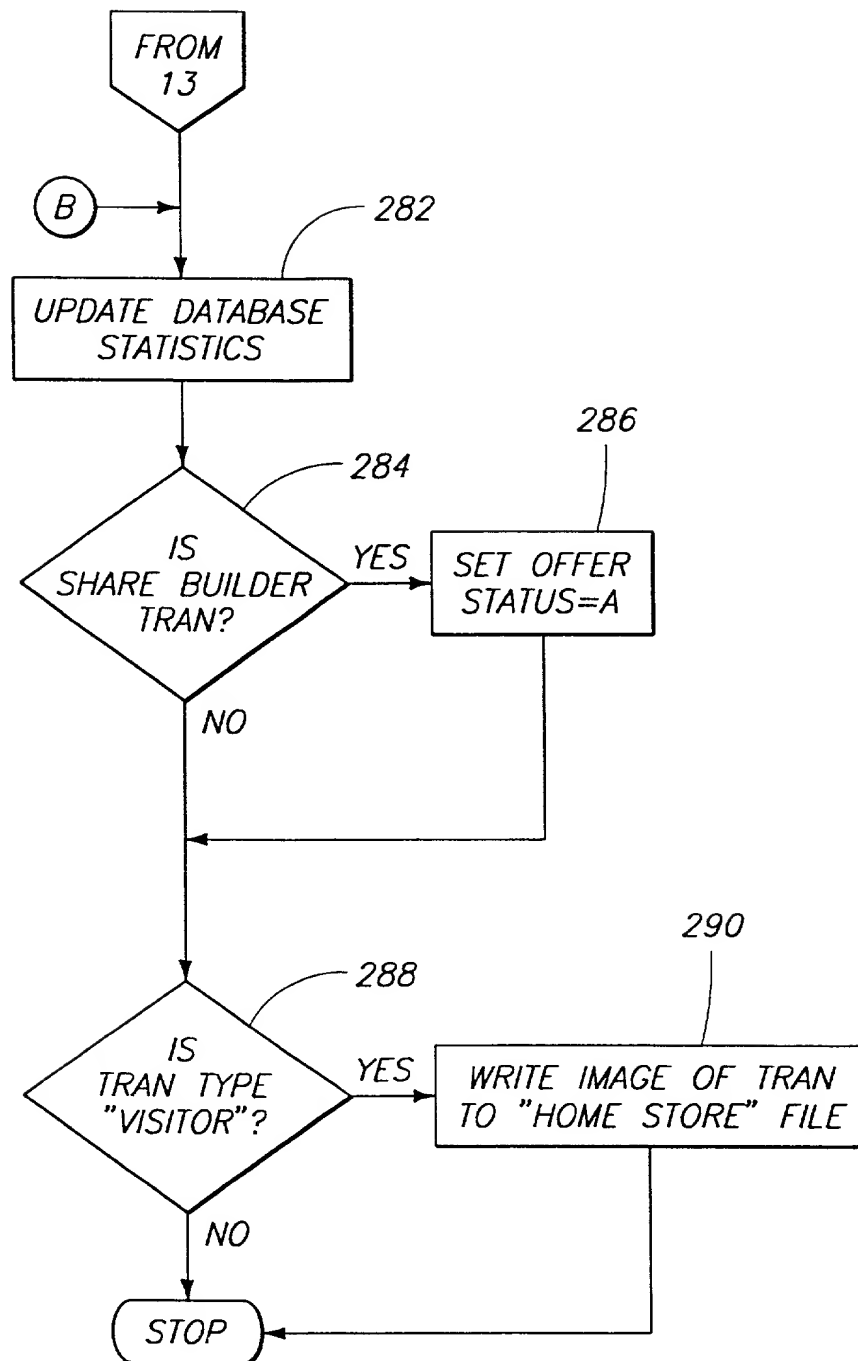 FROM
13
B
282
UPDATE DATABASE
STATISTICS
284
286
IS
SHARE BUILDER
TRAN?
YES
SET OFFER
STATUS=A
NO
288
290
IS
TRAN TYPE
"VISITOR"?
YES
WRITE IMAGE OF TRAN
TO "HOME STORE" FILE
NO
STOP